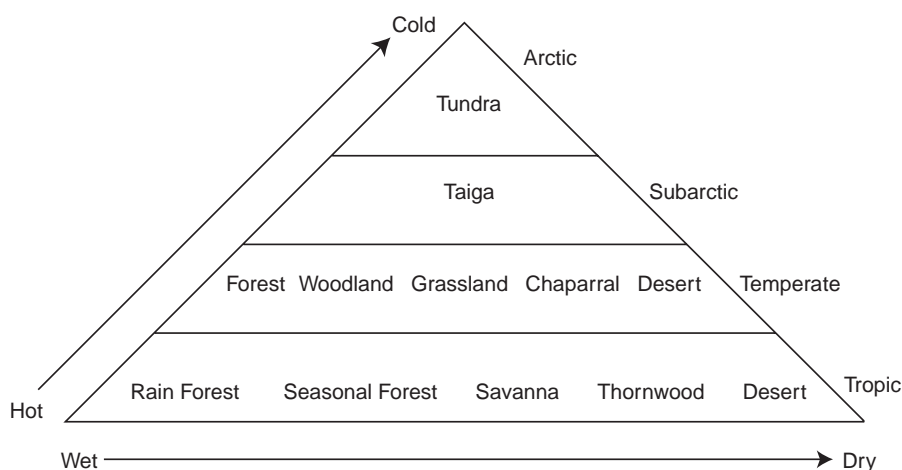 Cold
Arctic
Tundra
Taiga
Subarctic
Forest Woodland Grassland Chaparral Desert Temperate
Rain Forest Seasonal Forest Savanna Thornwood Desert Tropic
Hot
Wet Dry